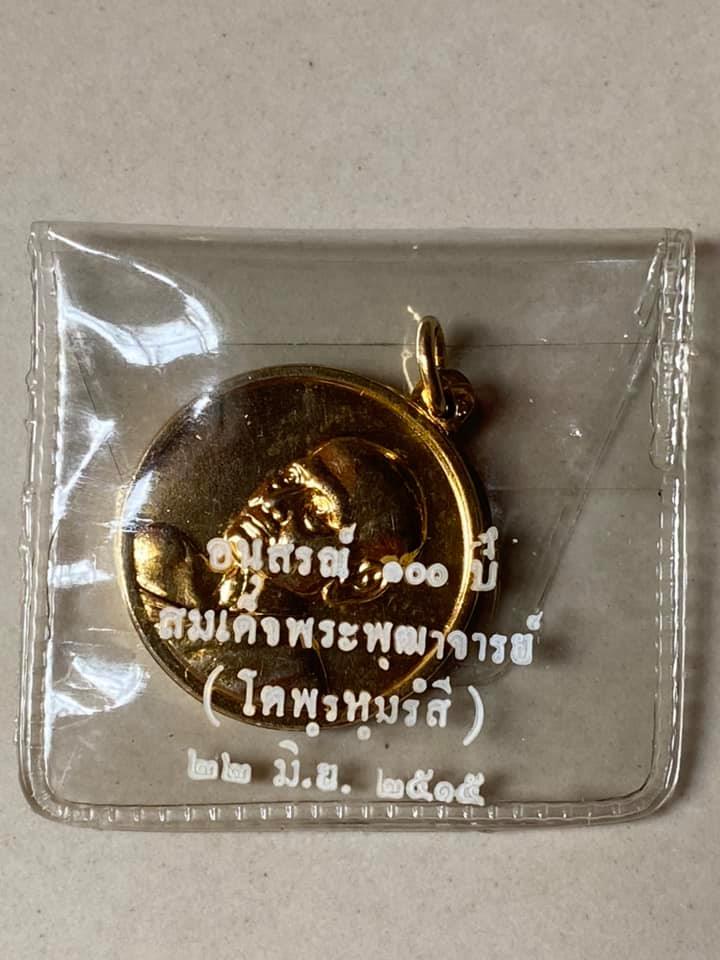 อนุสรณ์ ๑๐๐ ปี
สมเด็จพระพุฒาจารย์
(โตพฺรหฺมรํสี)
๒๒ มิ.ย. ๒๕๑๕